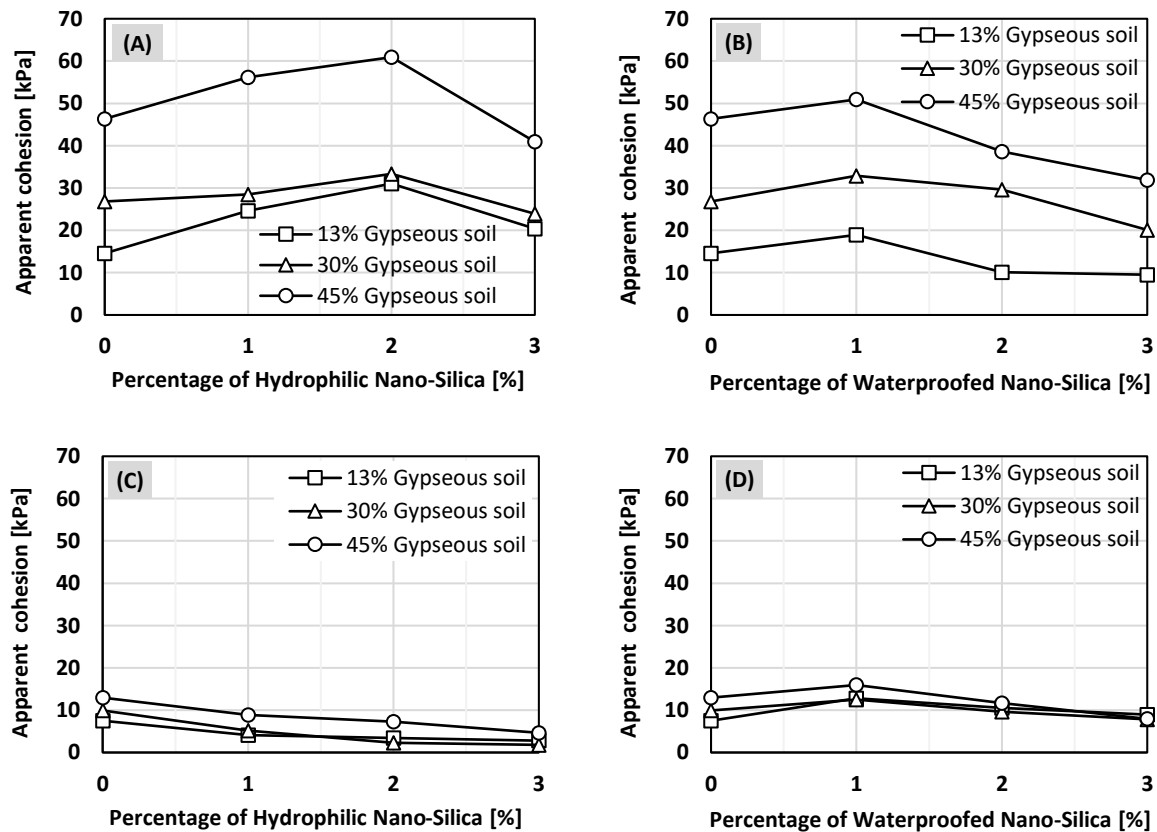 (A)
Apparent cohesion [kPa]
70
60
50
40
30
20
10
0
13% Gypseous soil
30% Gypseous soil
45% Gypseous soil
0 1 2 3
Percentage of Hydrophilic Nano-Silica [%]
(B)
Apparent cohesion [kPa]
70
60
50
40
30
20
10
0
13% Gypseous soil
30% Gypseous soil
45% Gypseous soil
0 1 2 3
Percentage of Waterproofed Nano-Silica [%]
(C)
Apparent cohesion [kPa]
70
60
50
40
30
20
10
0
13% Gypseous soil
30% Gypseous soil
45% Gypseous soil
0 1 2 3
Percentage of Hydrophilic Nano-Silica [%]
(D)
Apparent cohesion [kPa]
70
60
50
40
30
20
10
0
13% Gypseous soil
30% Gypseous soil
45% Gypseous soil
0 1 2 3
Percentage of Waterproofed Nano-Silica [%]